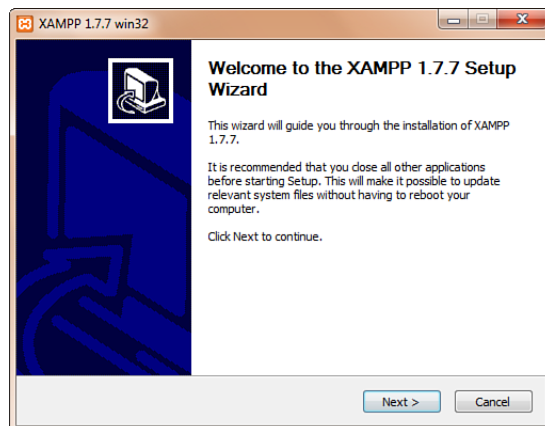 XAMPP 1.7.7 win32
Welcome to the XAMPP 1.7.7 Setup
Wizard
This wizard will guide you through the installation of XAMPP
1.7.7.
It is recommended that you close all other applications
before starting Setup. This will make it possible to update
relevant system files without having to reboot your
computer.
Click Next to continue.
Next >
Cancel